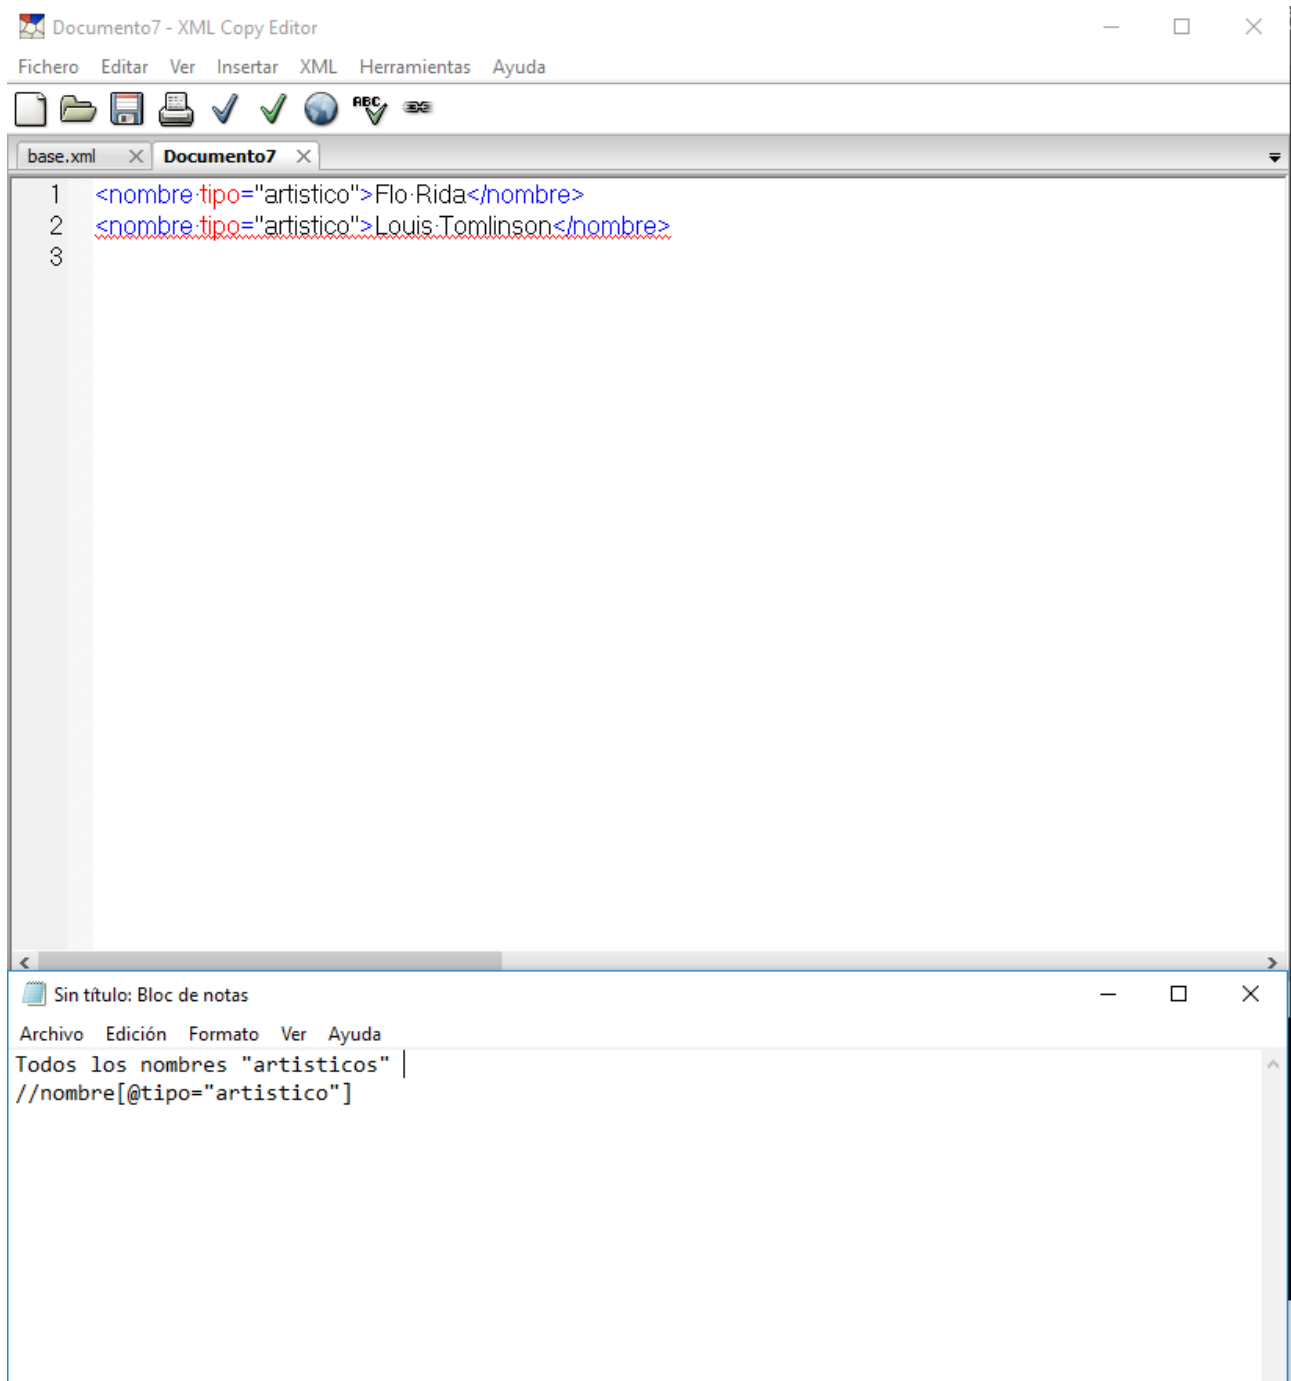 Documento7 - XML Copy Editor
Fichero Editar Ver Insertar XML Herramientas Ayuda
ABC
base.xml Documento7
1 <nombre·tipo="artistico">Flo·Rida</nombre>
2 <nombre·tipo="artistico">Louis·Tomlinson</nombre>
3
Sin título: Bloc de notas
Archivo Edición Formato Ver Ayuda
Todos los nombres "artisticos"
//nombre[@tipo="artistico"]